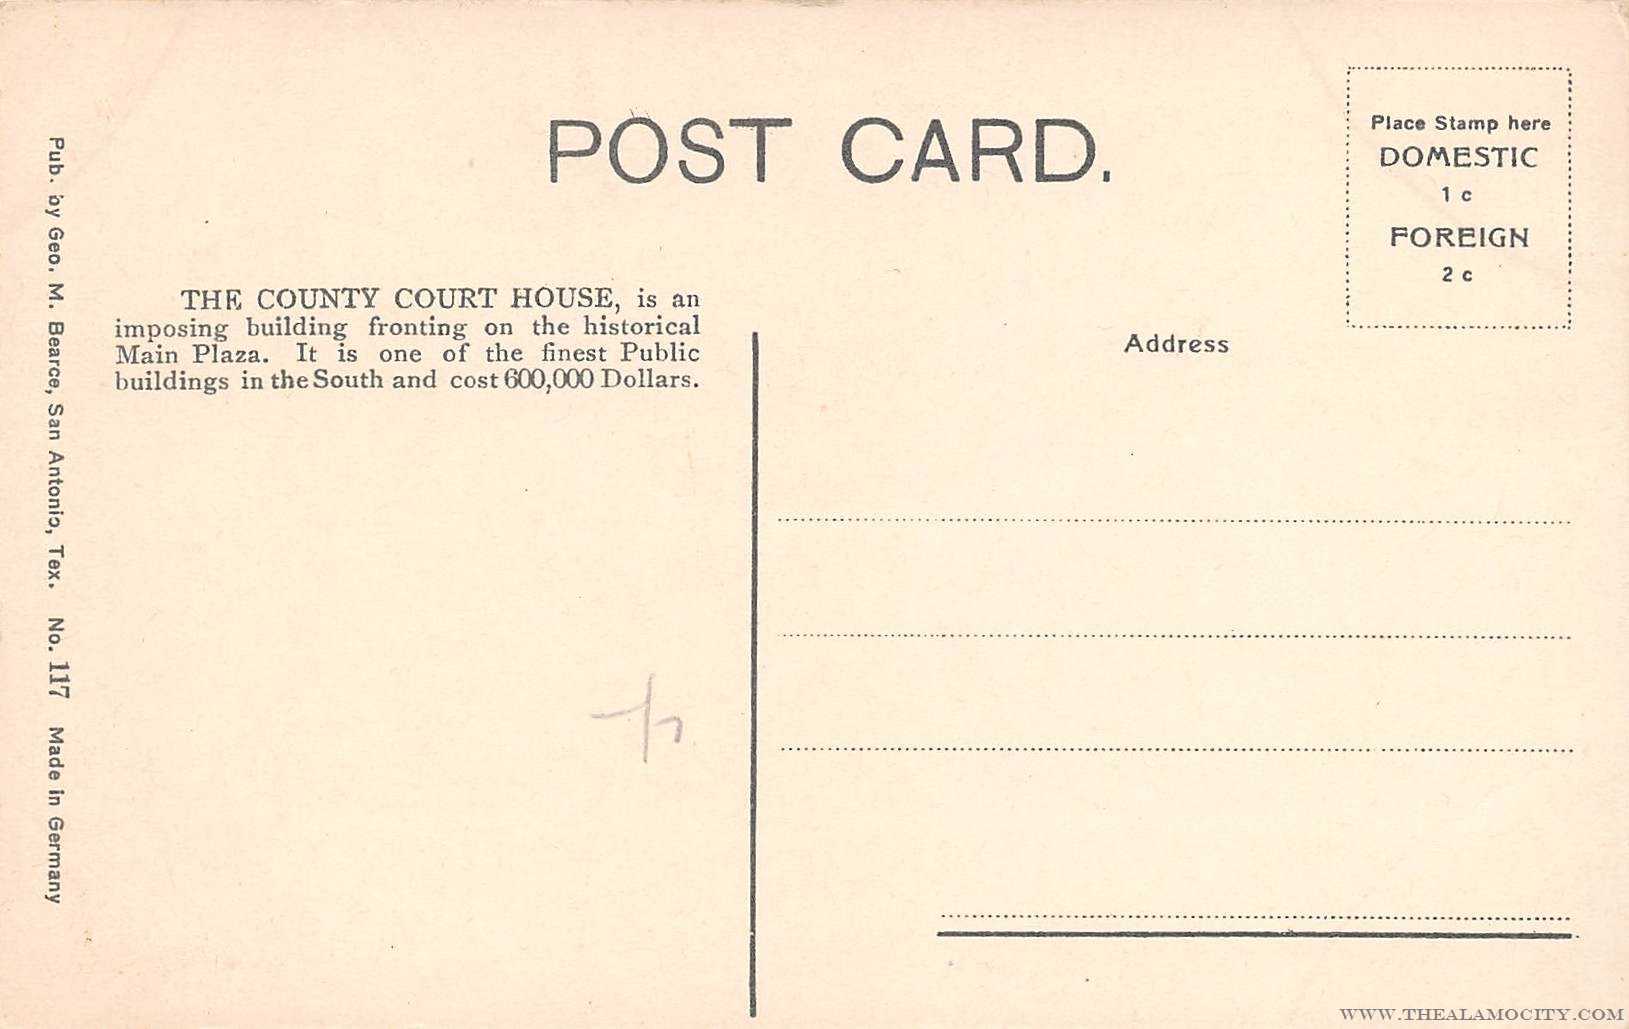 POST CARD.
Place Stamp here
DOMESTIC
1 c
FOREIGN
2 c
THE COUNTY COURT HOUSE, is an
imposing building fronting on the historical
Main Plaza. It is one of the finest Public
buildings in the South and cost 600,000 Dollars.
Address
Pub. by Geo. M. Bearce, San Antonio, Tex. No. 117 Made in Germany
WWW.THEALAMOCITY.COM